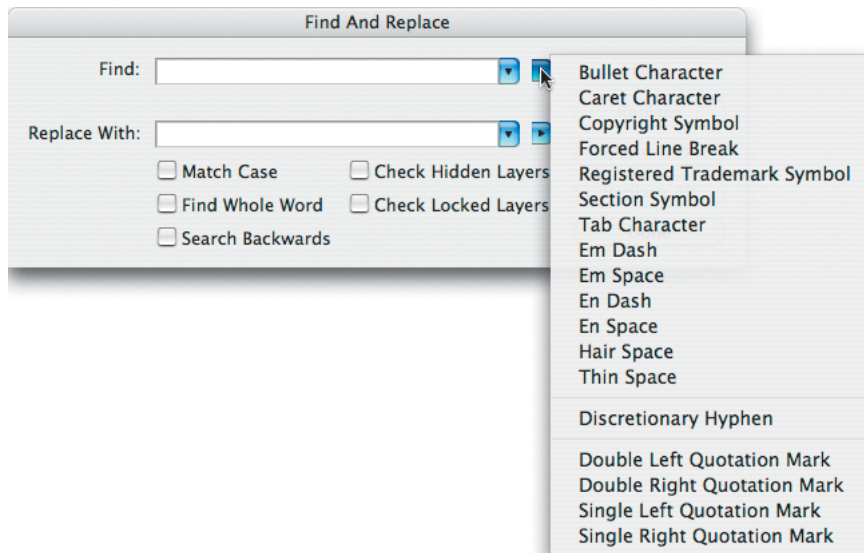 Find And Replace
Find:
Replace With:
Match Case
Check Hidden Layers
Find Whole Word
Check Locked Layers
Search Backwards
Bullet Character
Caret Character
Copyright Symbol
Forced Line Break
Registered Trademark Symbol
Section Symbol
Tab Character
Em Dash
Em Space
En Dash
En Space
Hair Space
Thin Space
Discretionary Hyphen
Double Left Quotation Mark
Double Right Quotation Mark
Single Left Quotation Mark
Single Right Quotation Mark